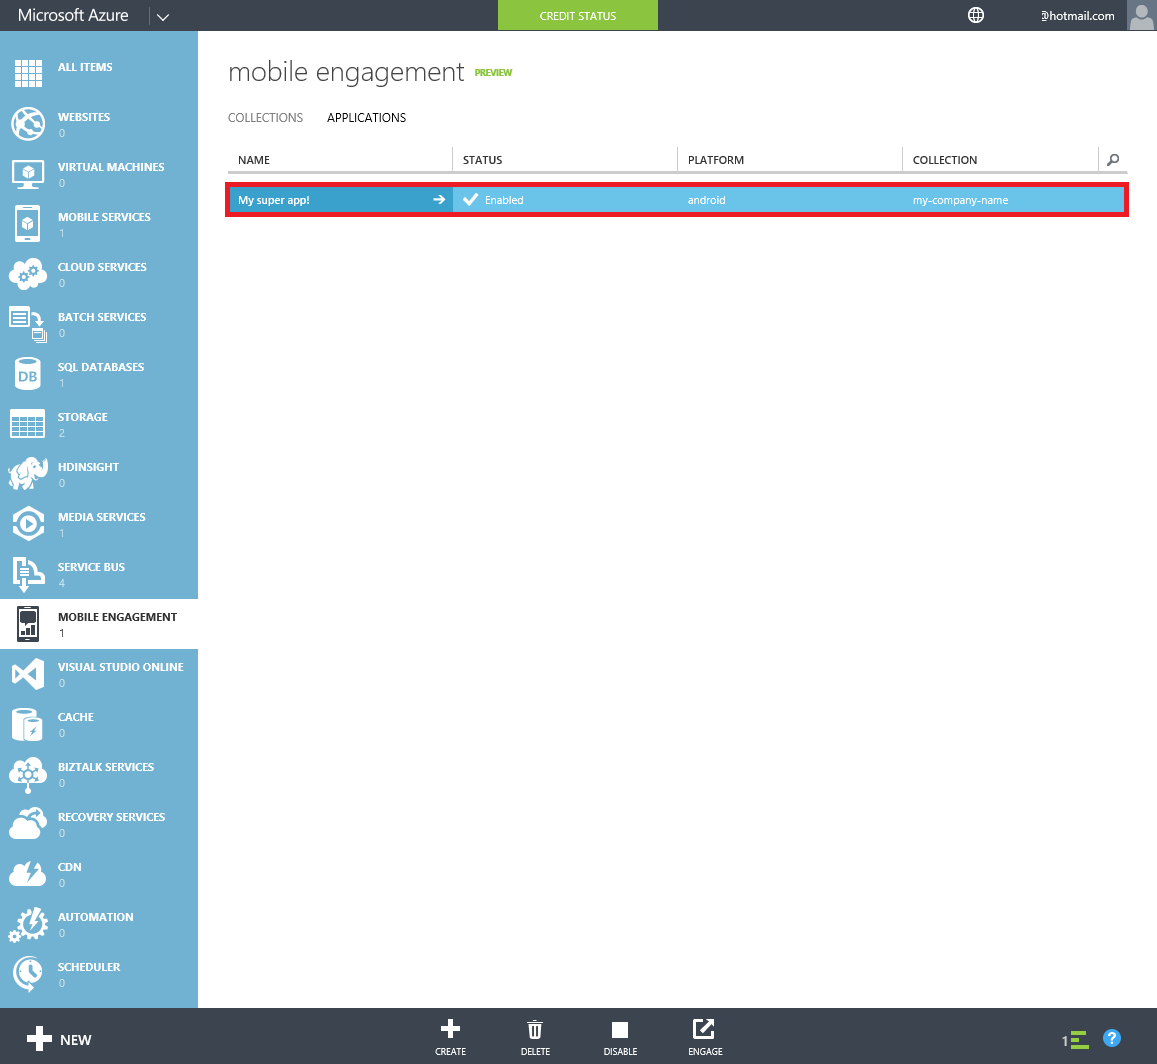 Microsoft Azure
CREDIT STATUS
@hotmail.com
ALL ITEMS
WEBSITES
0
VIRTUAL MACHINES
0
MOBILE SERVICES
1
CLOUD SERVICES
0
BATCH SERVICES
0
DB
SQL DATABASES
1
STORAGE
2
HDINSIGHT
0
MEDIA SERVICES
1
SERVICE BUS
4
MOBILE ENGAGEMENT
1
VISUAL STUDIO ONLINE
0
CACHE
0
BIZTALK SERVICES
0
RECOVERY SERVICES
0
CDN
0
AUTOMATION
0
SCHEDULER
0
mobile engagement PREVIEW
COLLECTIONS APPLICATIONS
NAME STATUS PLATFORM COLLECTION
My super app! Enabled android my-company-name
NEW
CREATE DELETE DISABLE ENGAGE
1
?